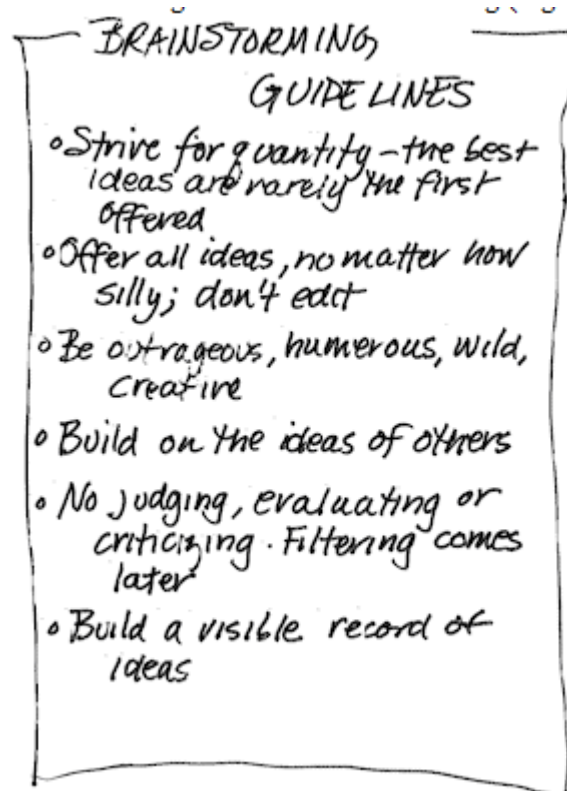 BRAINSTORMING
GUIDELINES
• Strive for quantity – the best
ideas are rarely the first
offered
• Offer all ideas, no matter how
silly; don't edit
• Be outrageous, humerous, wild,
creative
• Build on the ideas of others
• No judging, evaluating or
criticizing. Filtering comes
later
• Build a visible record of
ideas